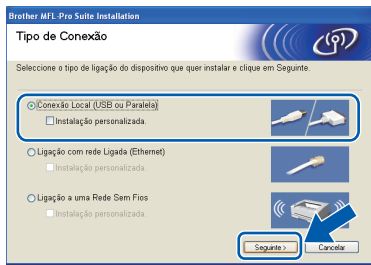 Brother MFL-Pro Suite Installation
Tipo de Conexão
Seleccione o tipo de ligação do dispositivo que quer instalar e clique em Seguinte.
Conexão Local (USB ou Paralela)
Instalação personalizada.
Ligação com rede Ligada (Ethernet)
Instalação personalizada.
Ligação a uma Rede Sem Fios
Instalação personalizada.
Seguinte > Cancelar